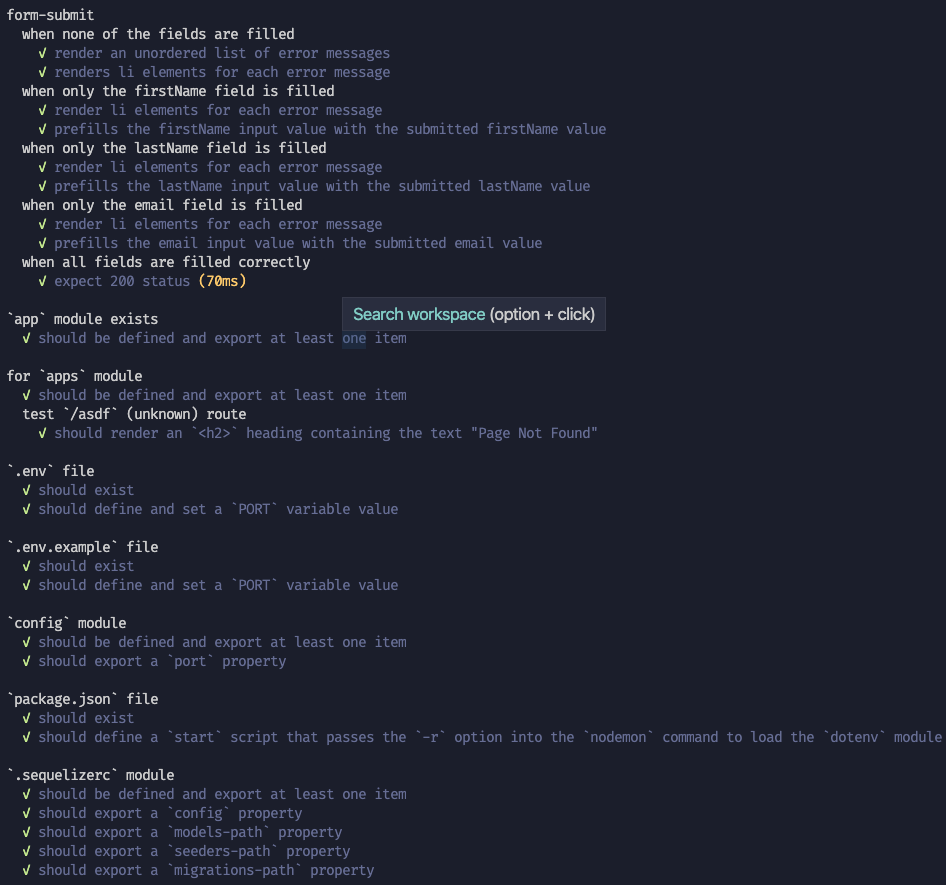 form-submit
when none of the fields are filled
√ render an unordered list of error messages
√ renders li elements for each error message
when only the firstName field is filled
√ render li elements for each error message
√ prefills the firstName input value with the submitted firstName value
when only the lastName field is filled
√ render li elements for each error message
√ prefills the lastName input value with the submitted lastName value
when only the email field is filled
√ render li elements for each error message
√ prefills the email input value with the submitted email value
when all fields are filled correctly
√ expect 200 status (70ms)
Search workspace (option + click)
`app` module exists
√ should be defined and export at least one item
for `apps` module
√ should be defined and export at least one item
test `/asdf` (unknown) route
√ should render an `<h2>` heading containing the text "Page Not Found"
`.env` file
√ should exist
√ should define and set a `PORT` variable value
`.env.example` file
√ should exist
√ should define and set a `PORT` variable value
`config` module
√ should be defined and export at least one item
√ should export a `port` property
`package.json` file
√ should exist
√ should define a `start` script that passes the `-r` option into the `nodemon` command to load the `dotenv` module
`.sequelizerc` module
√ should be defined and export at least one item
√ should export a `config` property
√ should export a `models-path` property
√ should export a `seeders-path` property
√ should export a `migrations-path` property